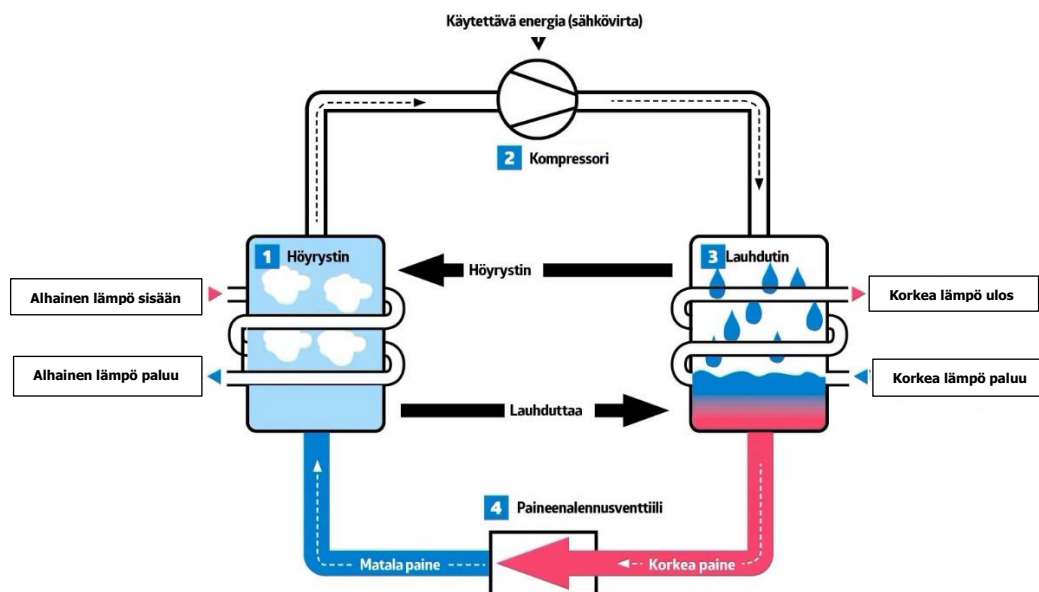 Käytettävä energia (sähkövirta)
2 Kompressori
1 Höyrystin
3 Lauhdutin
Höyrystin
Alhainen lämpö sisään
Korkea lämpö ulos
Alhainen lämpö paluu
Korkea lämpö paluu
Lauhduttaa
4 Paineenalennusventtiili
Matala paine
Korkea paine